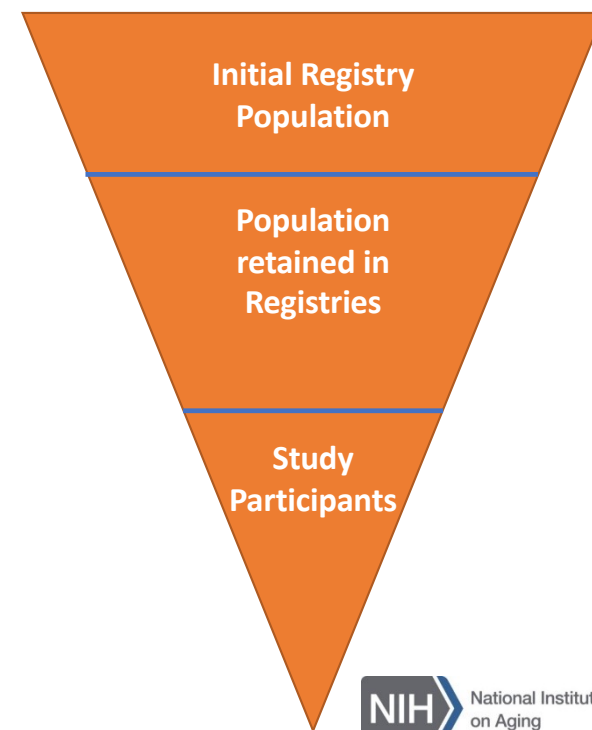 Initial Registry
Population
Population
retained in
Registries
Study
Participants
NIH
National Institut
on Aging